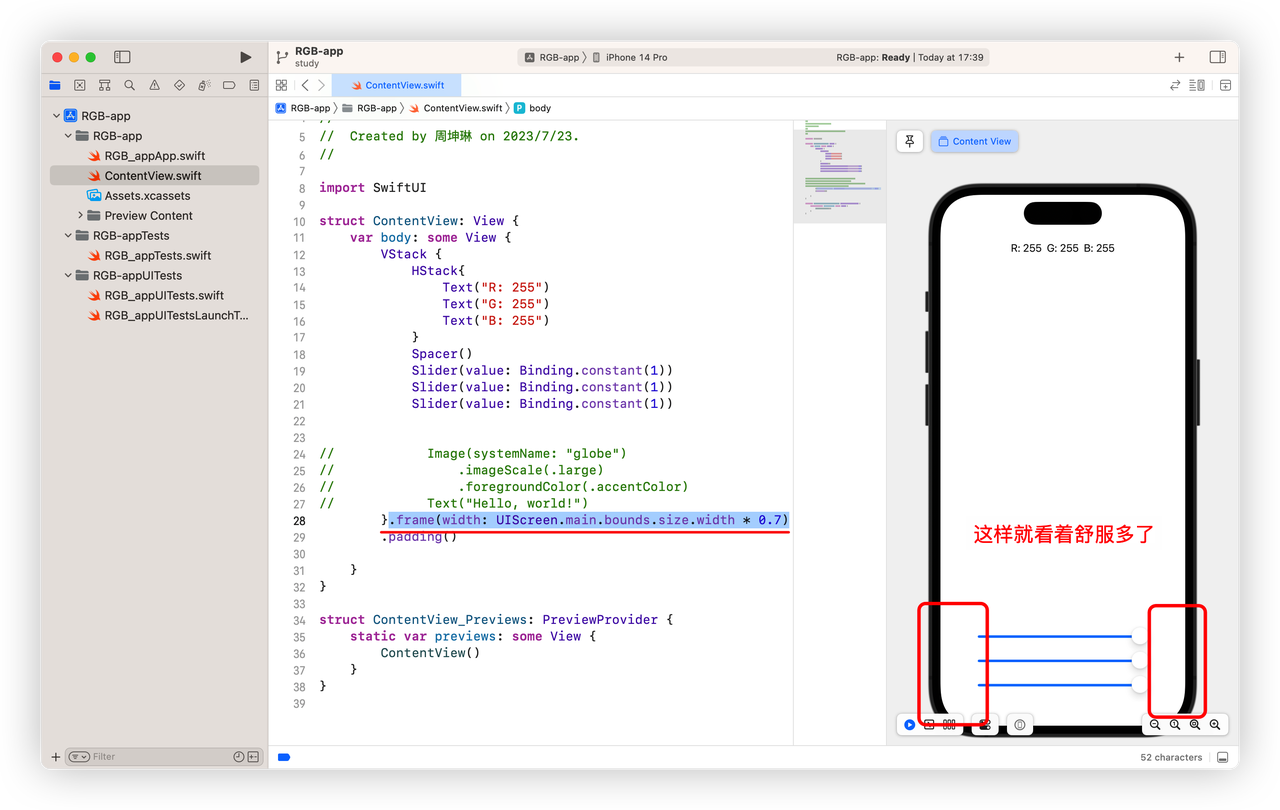 RGB-app
study
RGB-app
iPhone 14 Pro
RGB-app: Ready | Today at 17:39
ContentView.swift
RGB-app
RGB-app
ContentView.swift
body
RGB-app
RGB-app
RGB_appApp.swift
ContentView.swift
Assets.xcassets
Preview Content
RGB-appTests
RGB_appTests.swift
RGB-appUITests
RGB_appUITests.swift
RGB_appUITestsLaunchT...
Filter
5 //  Created by 周坤琳 on 2023/7/23.
6 //
7
8 import SwiftUI
9
10 struct ContentView: View {
11     var body: some View {
12         VStack {
13             HStack{
14                 Text("R: 255")
15                 Text("G: 255")
16                 Text("B: 255")
17             }
18             Spacer()
19             Slider(value: Binding.constant(1))
20             Slider(value: Binding.constant(1))
21             Slider(value: Binding.constant(1))
22
23
24 //            Image(systemName: "globe")
25 //                .imageScale(.large)
26 //                .foregroundColor(.accentColor)
27 //            Text("Hello, world!")
28         }.frame(width: UIScreen.main.bounds.size.width * 0.7)
29         .padding()
30
31     }
32 }
33
34 struct ContentView_Previews: PreviewProvider {
35     static var previews: some View {
36         ContentView()
37     }
38 }
39
Content View
R: 255 G: 255 B: 255
这样就看着舒服多了
52 characters